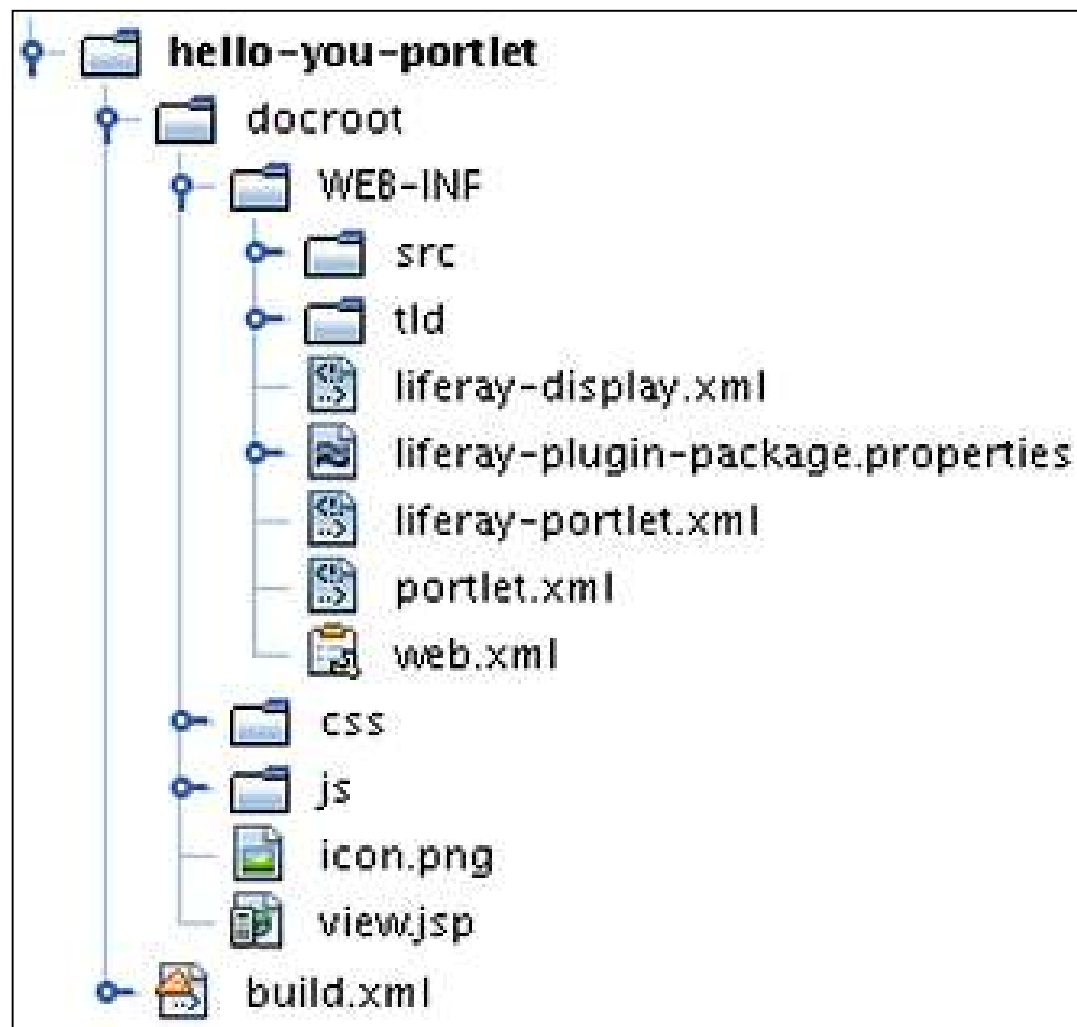 hello-you-portlet
docroot
WEB-INF
src
tld
liferay-display.xml
liferay-plugin-package.properties
liferay-portlet.xml
portlet.xml
web.xml
css
js
icon.png
view.jsp
build.xml